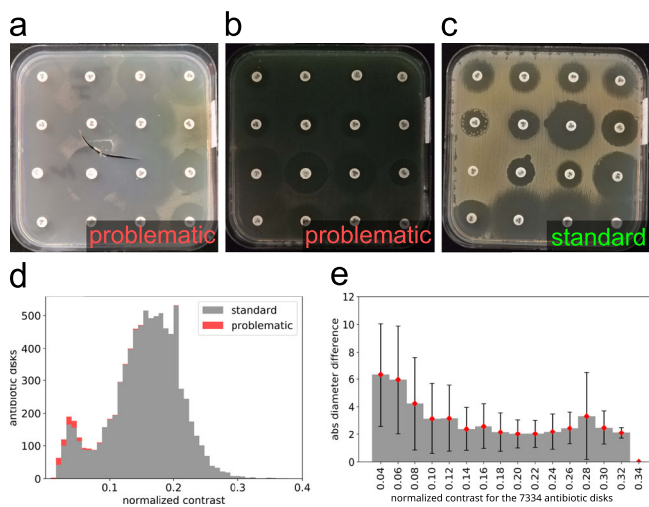 a
b
c
problematic
problematic
standard
d
e
standard
problematic
500
400
300
200
100
0
antibiotic disks
0.1
0.2
0.3
0.4
normalized contrast
12
10
8
6
4
2
0
abs diameter difference
0.04
0.06
0.08
0.10
0.12
0.14
0.16
0.18
0.20
0.22
0.24
0.26
0.28
0.30
0.32
0.34
normalized contrast for the 7334 antibiotic disks